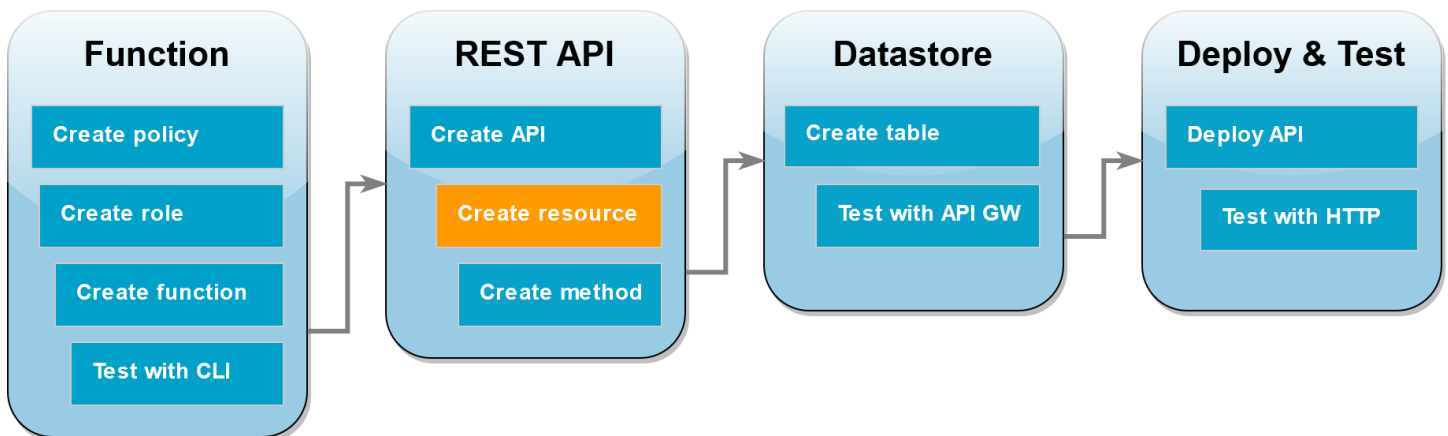 Function
Create policy
Create role
Create function
Test with CLI
REST API
Create API
Create resource
Create method
Datastore
Create table
Test with API GW
Deploy & Test
Deploy API
Test with HTTP